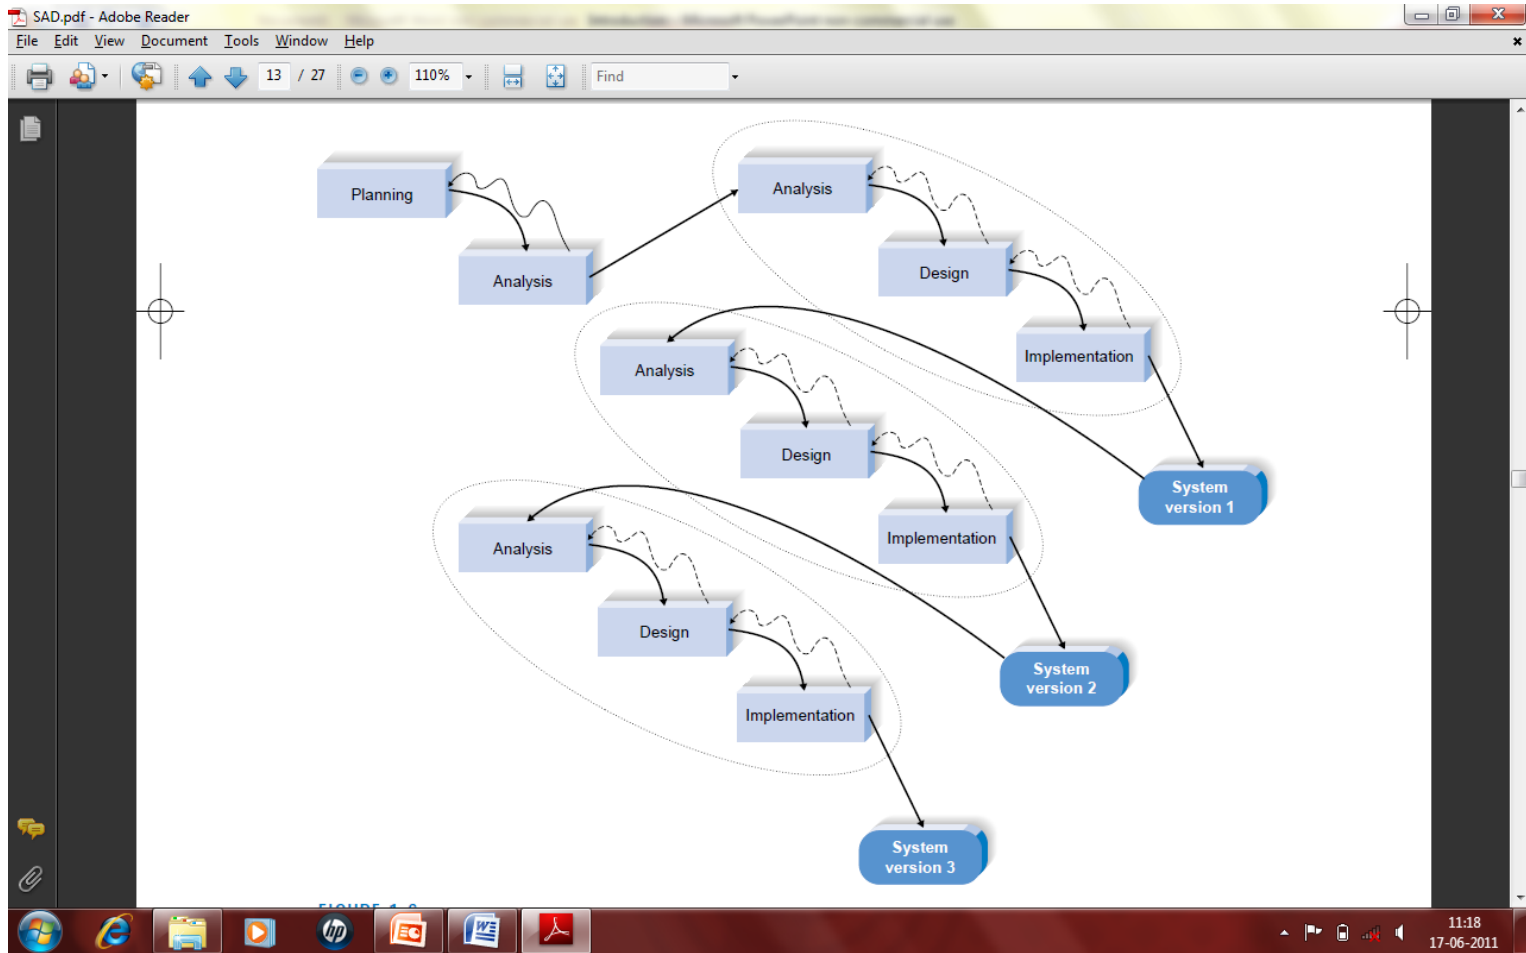 SAD.pdf - Adobe Reader
File Edit View Document Tools Window Help
13 / 27 110% Find
Planning
Analysis
Analysis
Design
Implementation
Analysis
Design
Implementation
System
version 1
Analysis
Design
Implementation
System
version 2
System
version 3
hp
11:18
17-06-2011